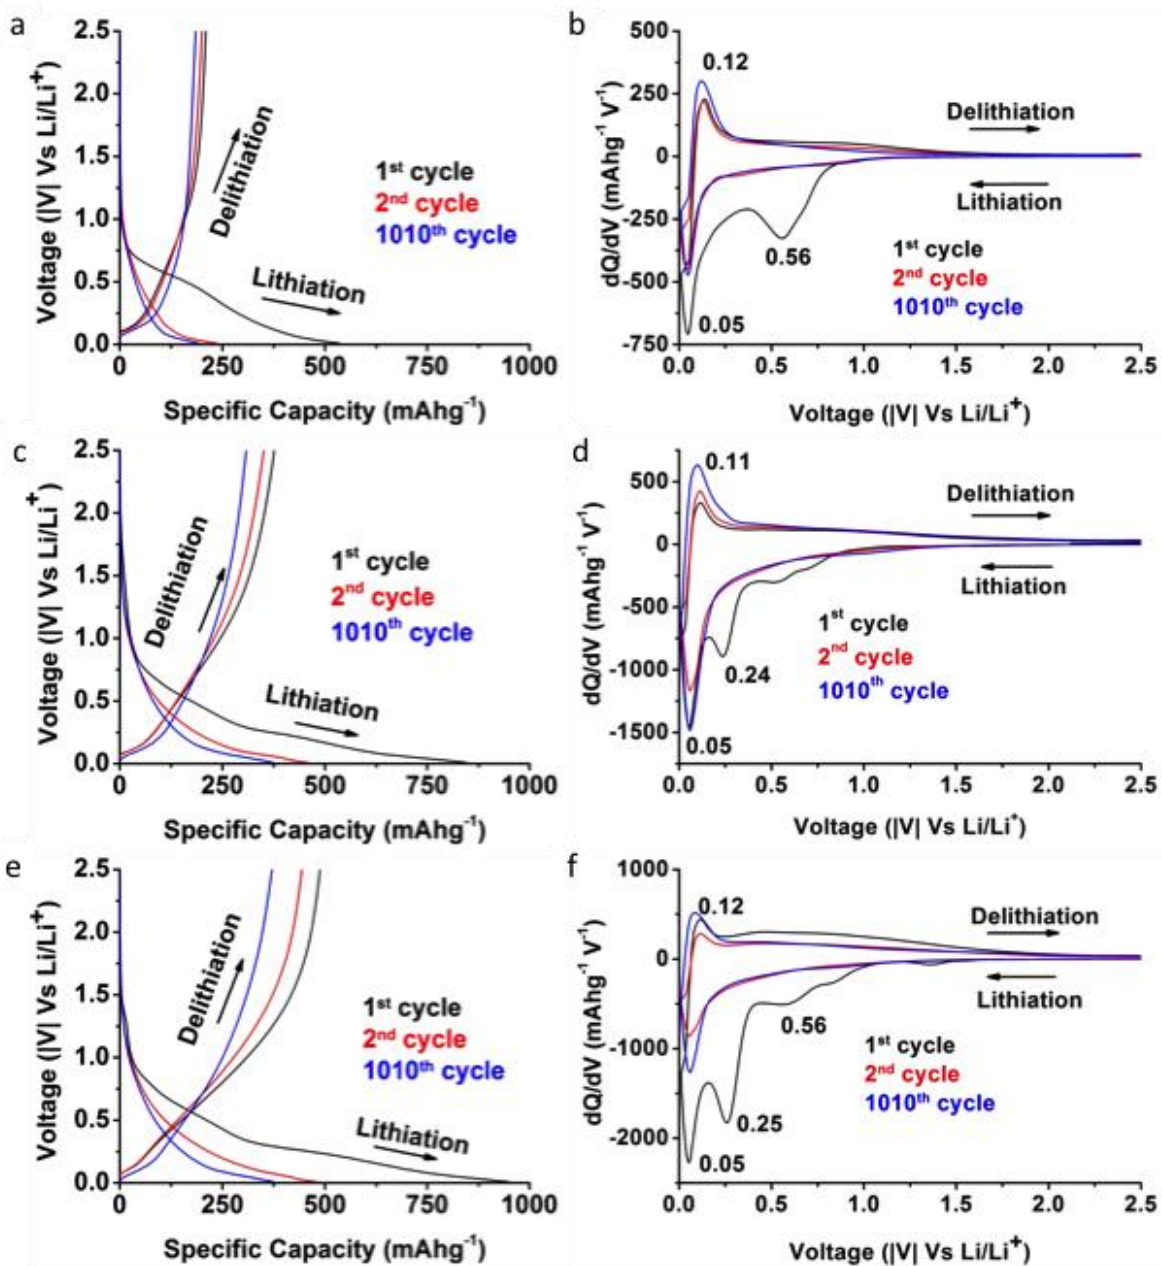 a
2.5
2.0
1.5
1.0
0.5
0.0
Voltage (|V| Vs Li/Li⁺)
Delithiation
1ˢᵗ cycle
2ⁿᵈ cycle
1010ᵗʰ cycle
Lithiation
0 250 500 750 1000
Specific Capacity (mAhg⁻¹)
b
500
250
0
-250
-500
-750
dQ/dV (mAhg⁻¹ V⁻¹)
0.12
Delithiation
Lithiation
0.56
1ˢᵗ cycle
2ⁿᵈ cycle
1010ᵗʰ cycle
0.05
0.0 0.5 1.0 1.5 2.0 2.5
Voltage (|V| Vs Li/Li⁺)
c
2.5
2.0
1.5
1.0
0.5
0.0
Voltage (|V| Vs Li/Li⁺)
Delithiation
1ˢᵗ cycle
2ⁿᵈ cycle
1010ᵗʰ cycle
Lithiation
0 250 500 750 1000
Specific Capacity (mAhg⁻¹)
d
500
0
-500
-1000
-1500
dQ/dV (mAhg⁻¹ V⁻¹)
0.11
Delithiation
Lithiation
1ˢᵗ cycle
2ⁿᵈ cycle
1010ᵗʰ cycle
0.24
0.05
0.0 0.5 1.0 1.5 2.0 2.5
Voltage (|V| Vs Li/Li⁺)
e
2.5
2.0
1.5
1.0
0.5
0.0
Voltage (|V| Vs Li/Li⁺)
Delithiation
1ˢᵗ cycle
2ⁿᵈ cycle
1010ᵗʰ cycle
Lithiation
0 250 500 750 1000
Specific Capacity (mAhg⁻¹)
f
1000
0
-1000
-2000
dQ/dV (mAhg⁻¹ V⁻¹)
0.12
Delithiation
Lithiation
0.56
1ˢᵗ cycle
2ⁿᵈ cycle
1010ᵗʰ cycle
0.25
0.05
0.0 0.5 1.0 1.5 2.0 2.5
Voltage (|V| Vs Li/Li⁺)